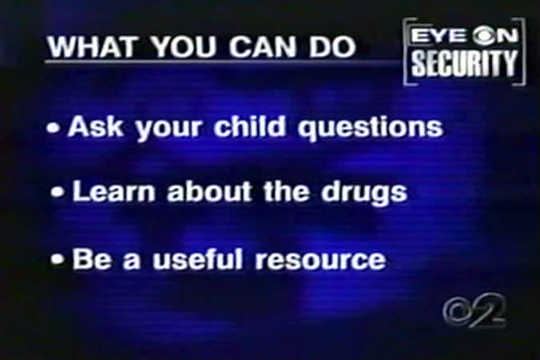 WHAT YOU CAN DO
EYE ON
SECURITY
• Ask your child questions
• Learn about the drugs
• Be a useful resource
2